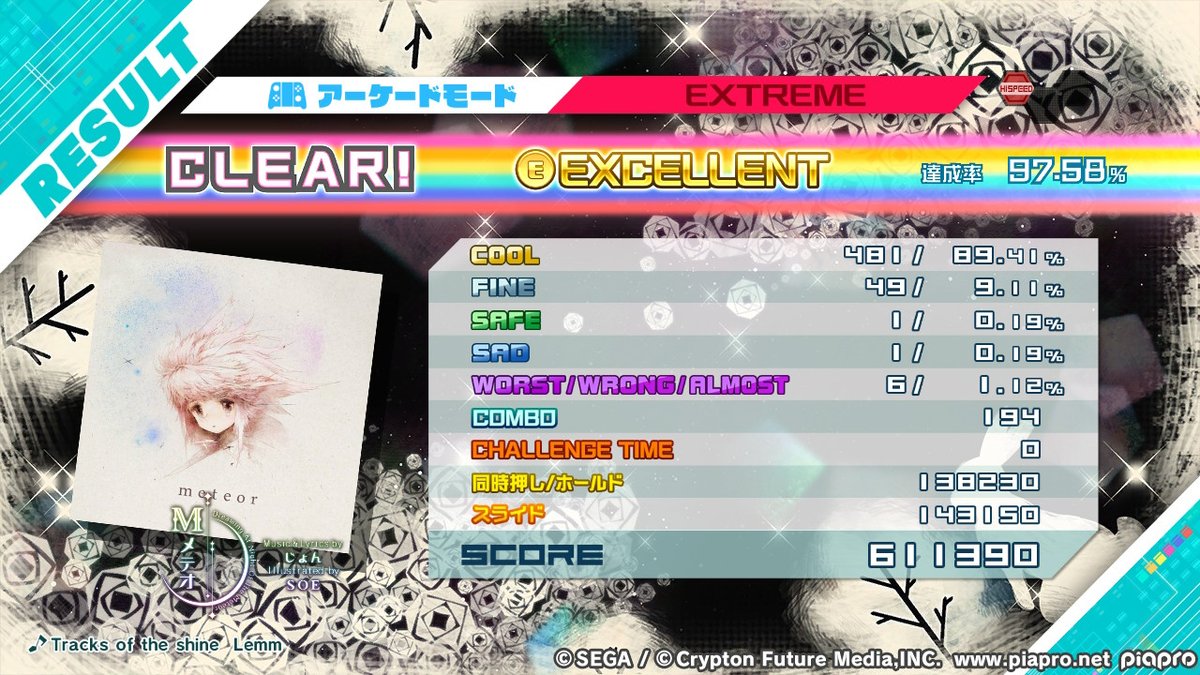 RESULT
アーケードモード EXTREME HISPEED
CLEAR! E EXCELLENT 達成率 97.58%
COOL 481/ 89.41%
FINE 49/ 9.11%
SAFE 1/ 0.19%
SAD 1/ 0.19%
WORST/WRONG/ALMOST 6/ 1.12%
COMBO 194
CHALLENGE TIME 0
同時押し/ホールド 138230
スライド 143150
SCORE 611390
meteor
M
メテオ
Music&Lyrics by
じょん
Illustrated by
SOE
♪Tracks of the shine Lemm
©SEGA / ©Crypton Future Media,INC. www.piapro.net piapro